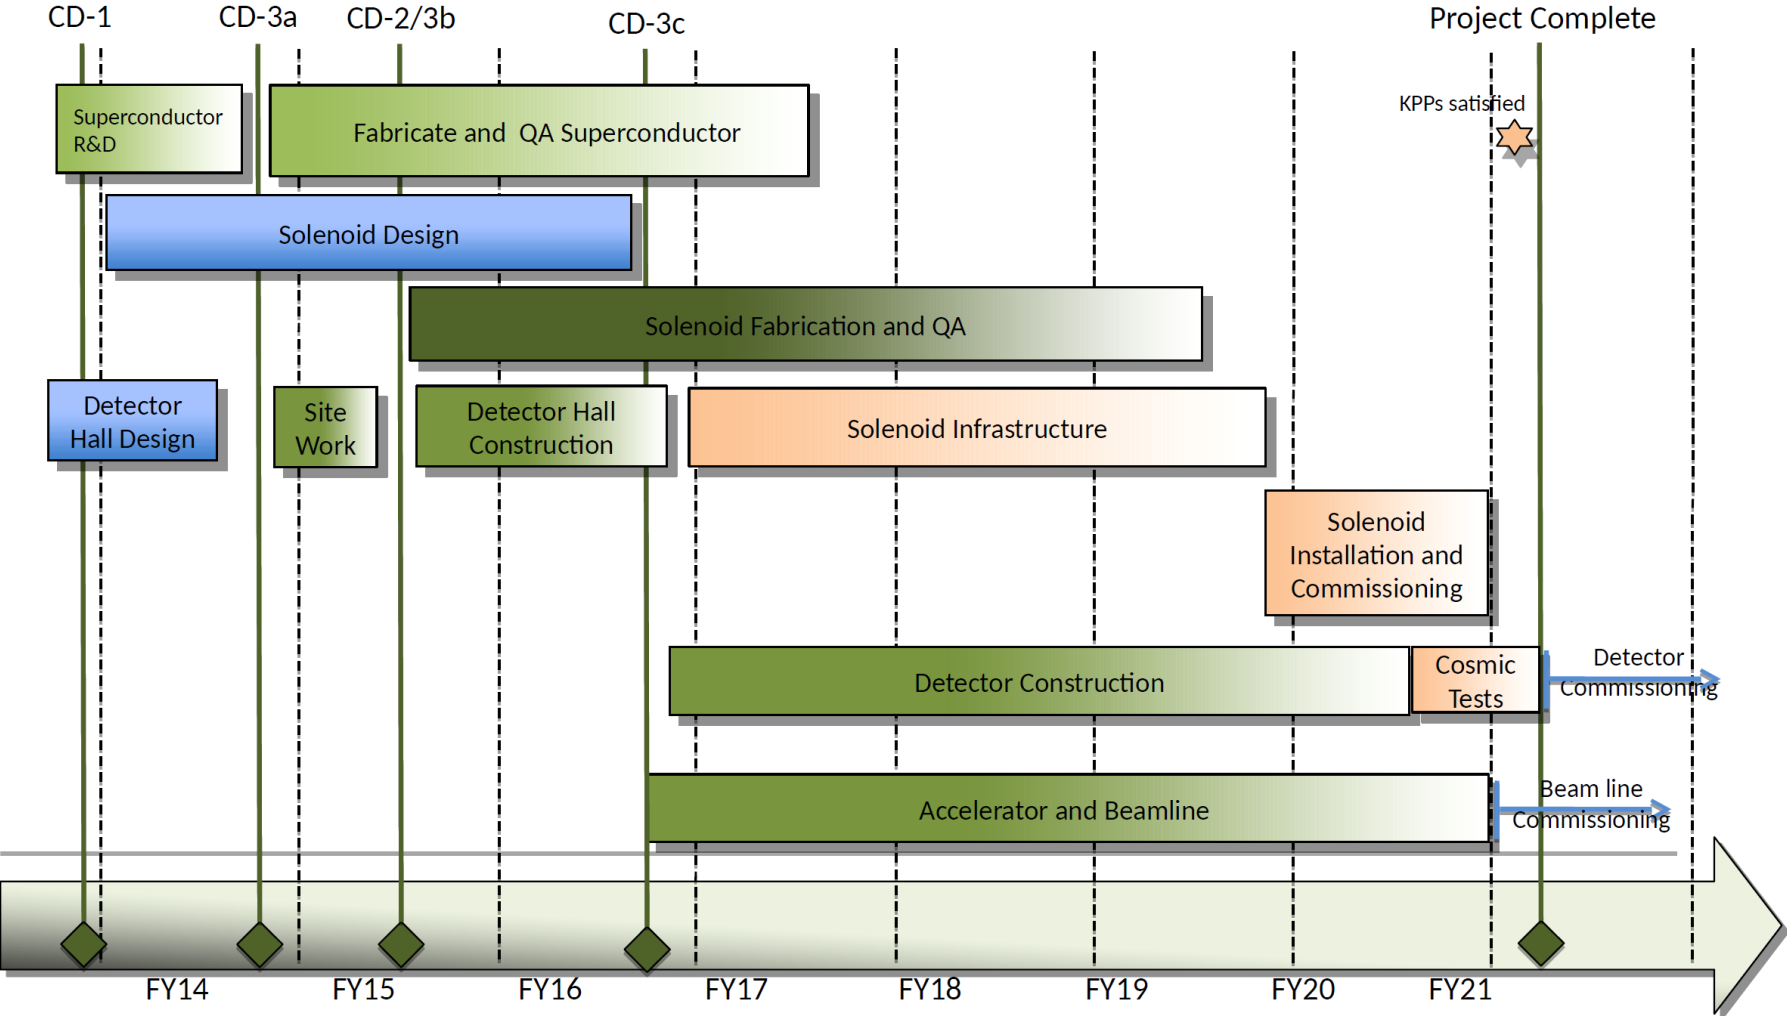 CD-1
CD-3a
CD-2/3b
CD-3c
Project Complete
KPPs satisfied
Superconductor
R&D
Fabricate and QA Superconductor
Solenoid Design
Solenoid Fabrication and QA
Detector
Hall Design
Site
Work
Detector Hall
Construction
Solenoid Infrastructure
Solenoid
Installation and
Commissioning
Detector Construction
Cosmic
Tests
Detector
Commissioning
Accelerator and Beamline
Beam line
Commissioning
FY14
FY15
FY16
FY17
FY18
FY19
FY20
FY21